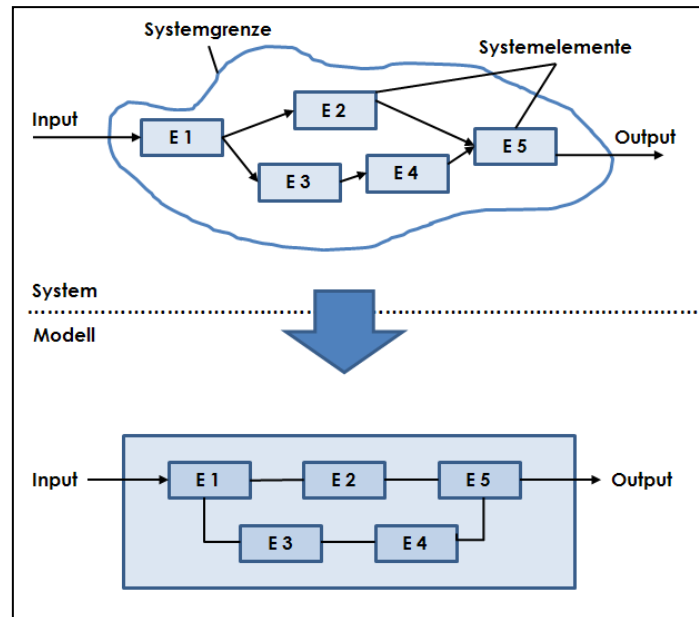 Systemgrenze
Systemelemente
Input
E 1
E 2
E 3
E 4
E 5
Output
System
Modell
Input
E 1
E 2
E 5
Output
E 3
E 4